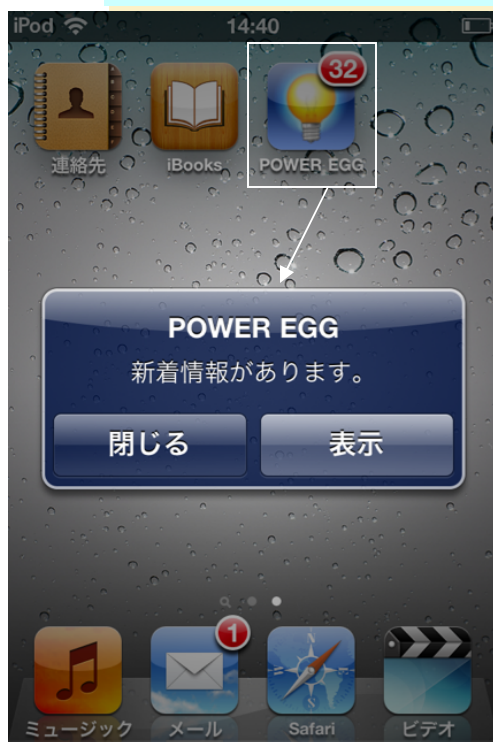 iPod 14:40
32
連絡先 iBooks POWER EGG
POWER EGG
新着情報があります。
閉じる 表示
1
ミュージック メール Safari ビデオ